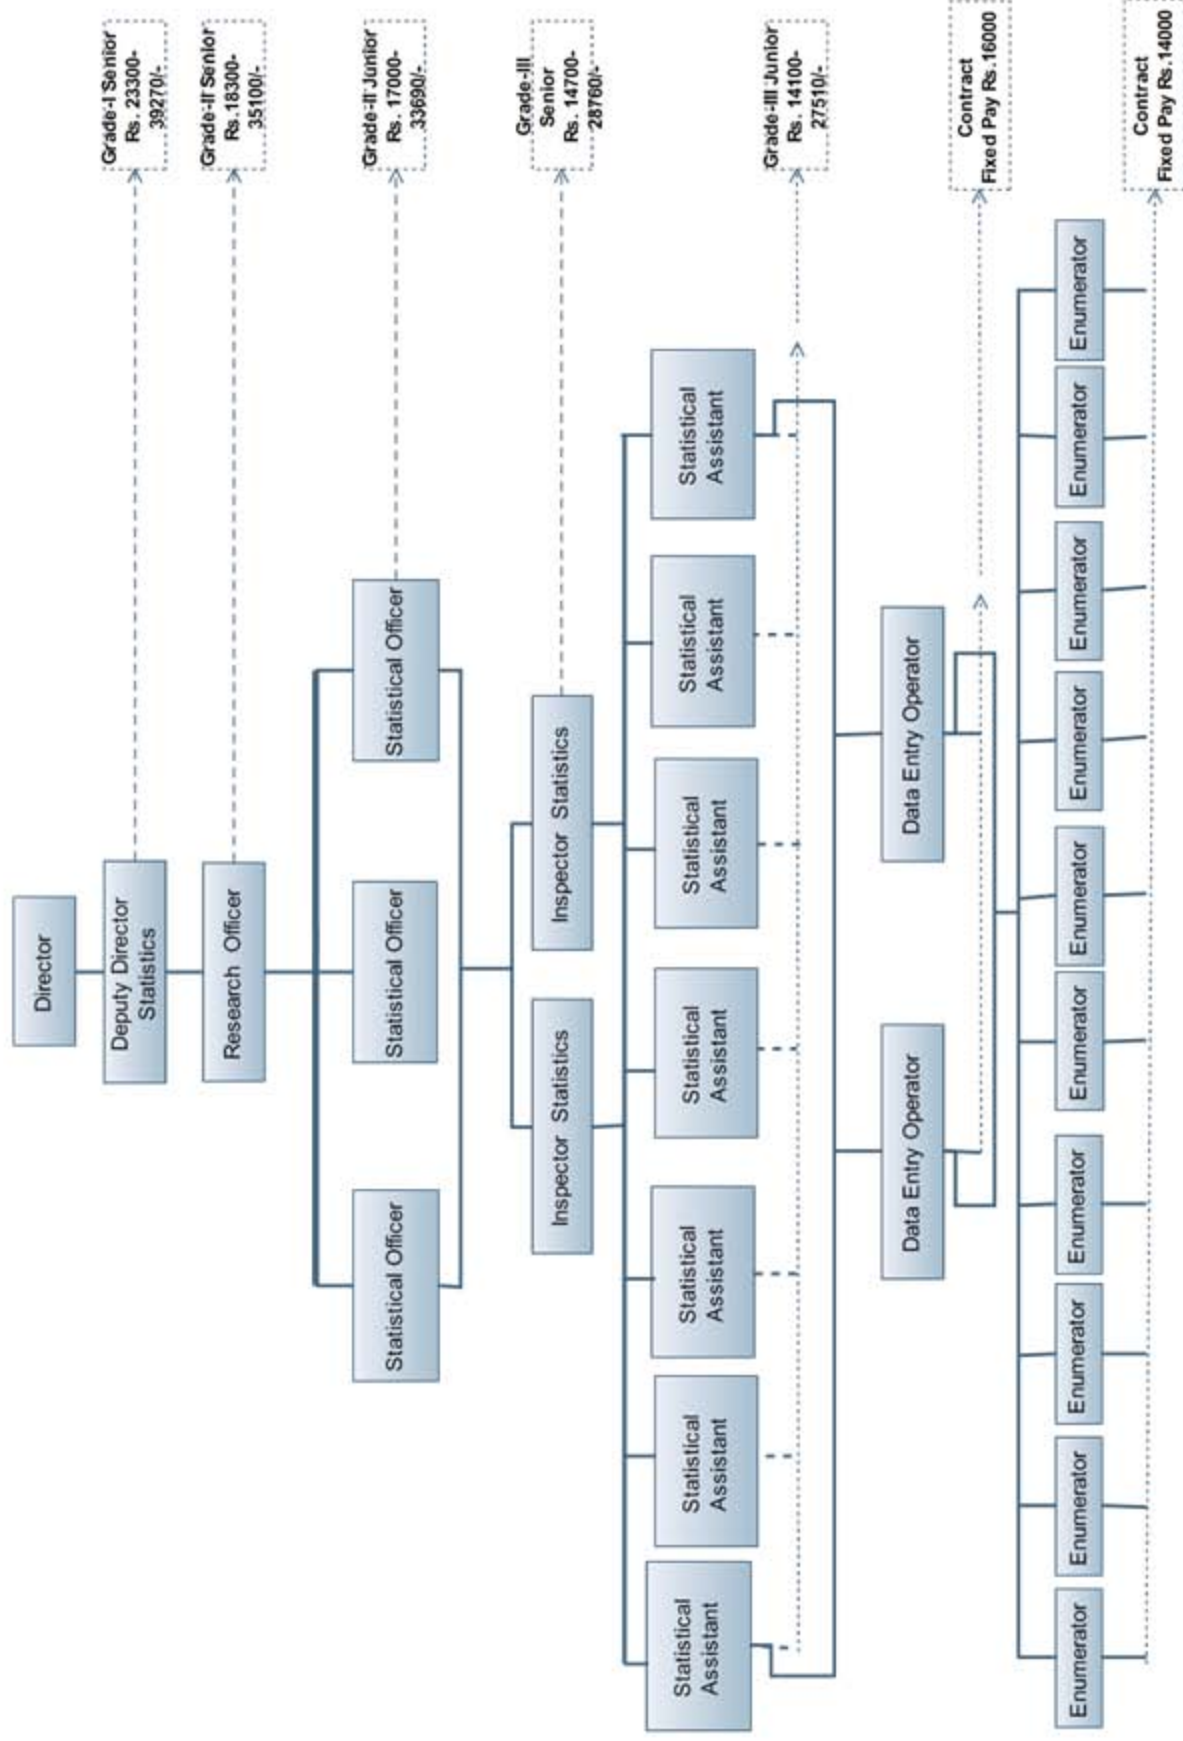 Director
Deputy Director
Statistics
Grade-I Senior
Rs. 23300-
39270/-
Research Officer
Grade-II Senior
Rs.18300-
35100/-
Statistical Officer
Statistical Officer
Statistical Officer
Grade-II Junior
Rs. 17000-
33690/-
Inspector Statistics
Inspector Statistics
Grade-III
Senior
Rs. 14700-
28760/-
Statistical
Assistant
Statistical
Assistant
Statistical
Assistant
Statistical
Assistant
Statistical
Assistant
Statistical
Assistant
Statistical
Assistant
Grade-III Junior
Rs. 14100-
27510/-
Data Entry Operator
Data Entry Operator
Contract
Fixed Pay Rs.16000
Enumerator
Enumerator
Enumerator
Enumerator
Enumerator
Enumerator
Enumerator
Enumerator
Enumerator
Enumerator
Contract
Fixed Pay Rs.14000